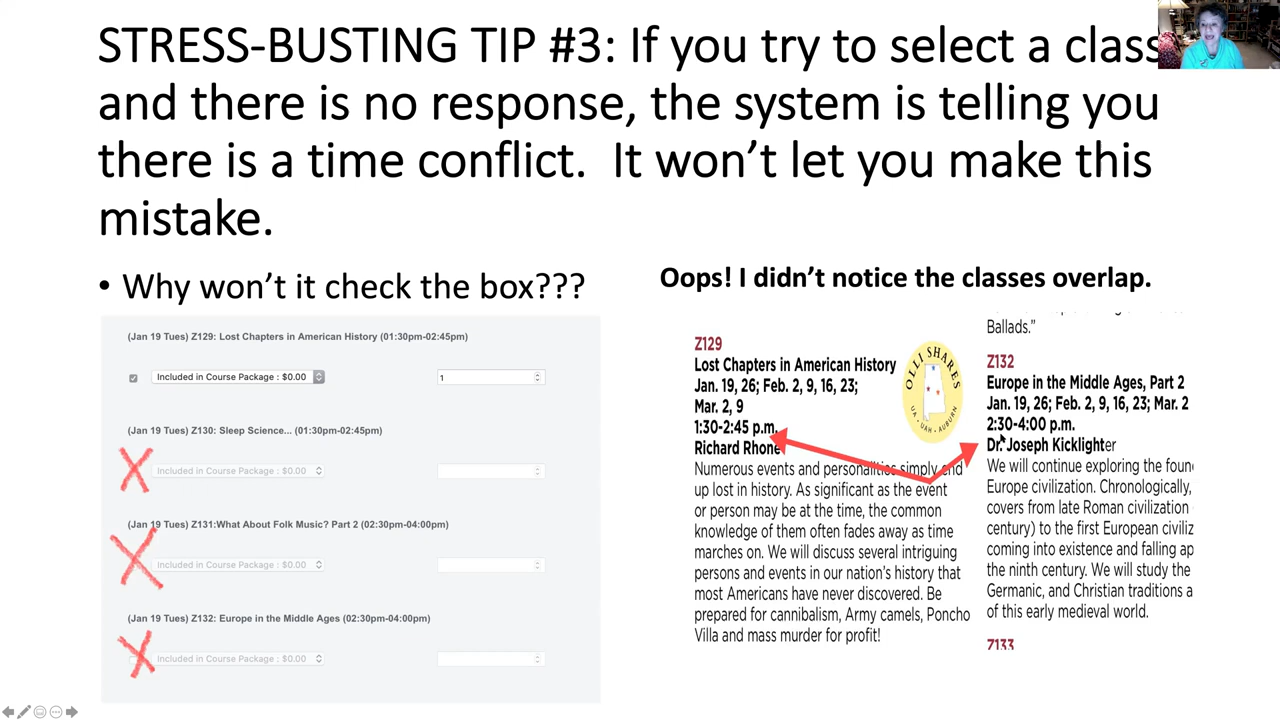 STRESS-BUSTING TIP #3: If you try to select a class
and there is no response, the system is telling you
there is a time conflict. It won't let you make this
mistake.
• Why won't it check the box???
(Jan 19 Tues) Z129: Lost Chapters in American History (01:30pm-02:45pm)
Included in Course Package : $0.00
1
(Jan 19 Tues) Z130: Sleep Science... (01:30pm-02:45pm)
Included in Course Package : $0.00
(Jan 19 Tues) Z131:What About Folk Music? Part 2 (02:30pm-04:00pm)
Included in Course Package : $0.00
(Jan 19 Tues) Z132: Europe in the Middle Ages (02:30pm-04:00pm)
Included in Course Package : $0.00
Oops! I didn't notice the classes overlap.
Z129
Lost Chapters in American History
Jan. 19, 26; Feb. 2, 9, 16, 23;
Mar. 2, 9
1:30-2:45 p.m.
Richard Rhone
Numerous events and personalities simply end
up lost in history. As significant as the event
or person may be at the time, the common
knowledge of them often fades away as time
marches on. We will discuss several intriguing
persons and events in our nation's history that
most Americans have never discovered. Be
prepared for cannibalism, Army camels, Poncho
Villa and mass murder for profit!
OLLI SHARES
UA, UAH, AUBURN
Ballads."
Z132
Europe in the Middle Ages, Part 2
Jan. 19, 26; Feb. 2, 9, 16, 23; Mar. 2
2:30-4:00 p.m.
Dr. Joseph Kicklighter
We will continue exploring the foun
Europe civilization. Chronologically,
covers from late Roman civilization
century) to the first European civiliz
coming into existence and falling ap
the ninth century. We will study the
Germanic, and Christian traditions a
of this early medieval world.
Z133